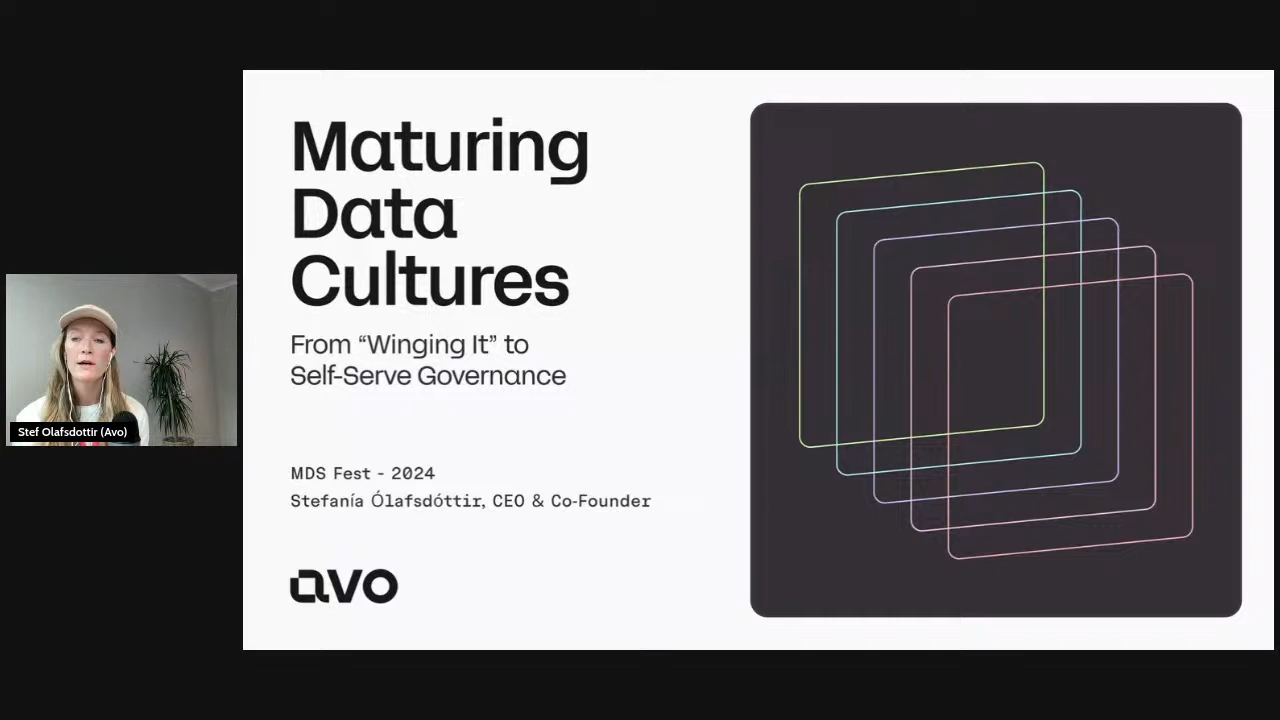 Maturing
Data
Cultures
From “Winging It” to
Self-Serve Governance
MDS Fest - 2024
Stefanía Ólafsdóttir, CEO & Co-Founder
avo
Stef Olafsdottir (Avo)